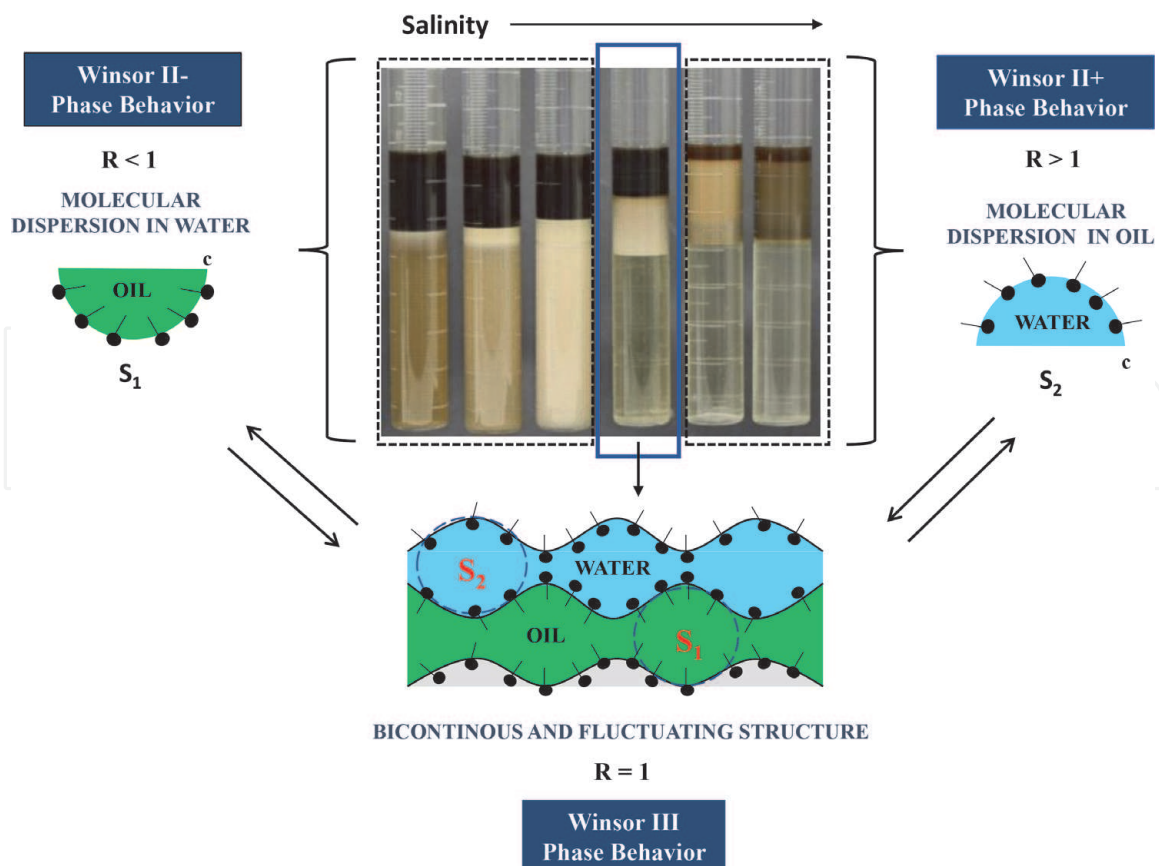 Salinity
Winsor II-
Phase Behavior
R < 1
MOLECULAR
DISPERSION IN WATER
c
OIL
S₁
Winsor II+
Phase Behavior
R > 1
MOLECULAR
DISPERSION IN OIL
WATER
c
S₂
S₂
WATER
OIL
S₁
BICONTINOUS AND FLUCTUATING STRUCTURE
R = 1
Winsor III
Phase Behavior